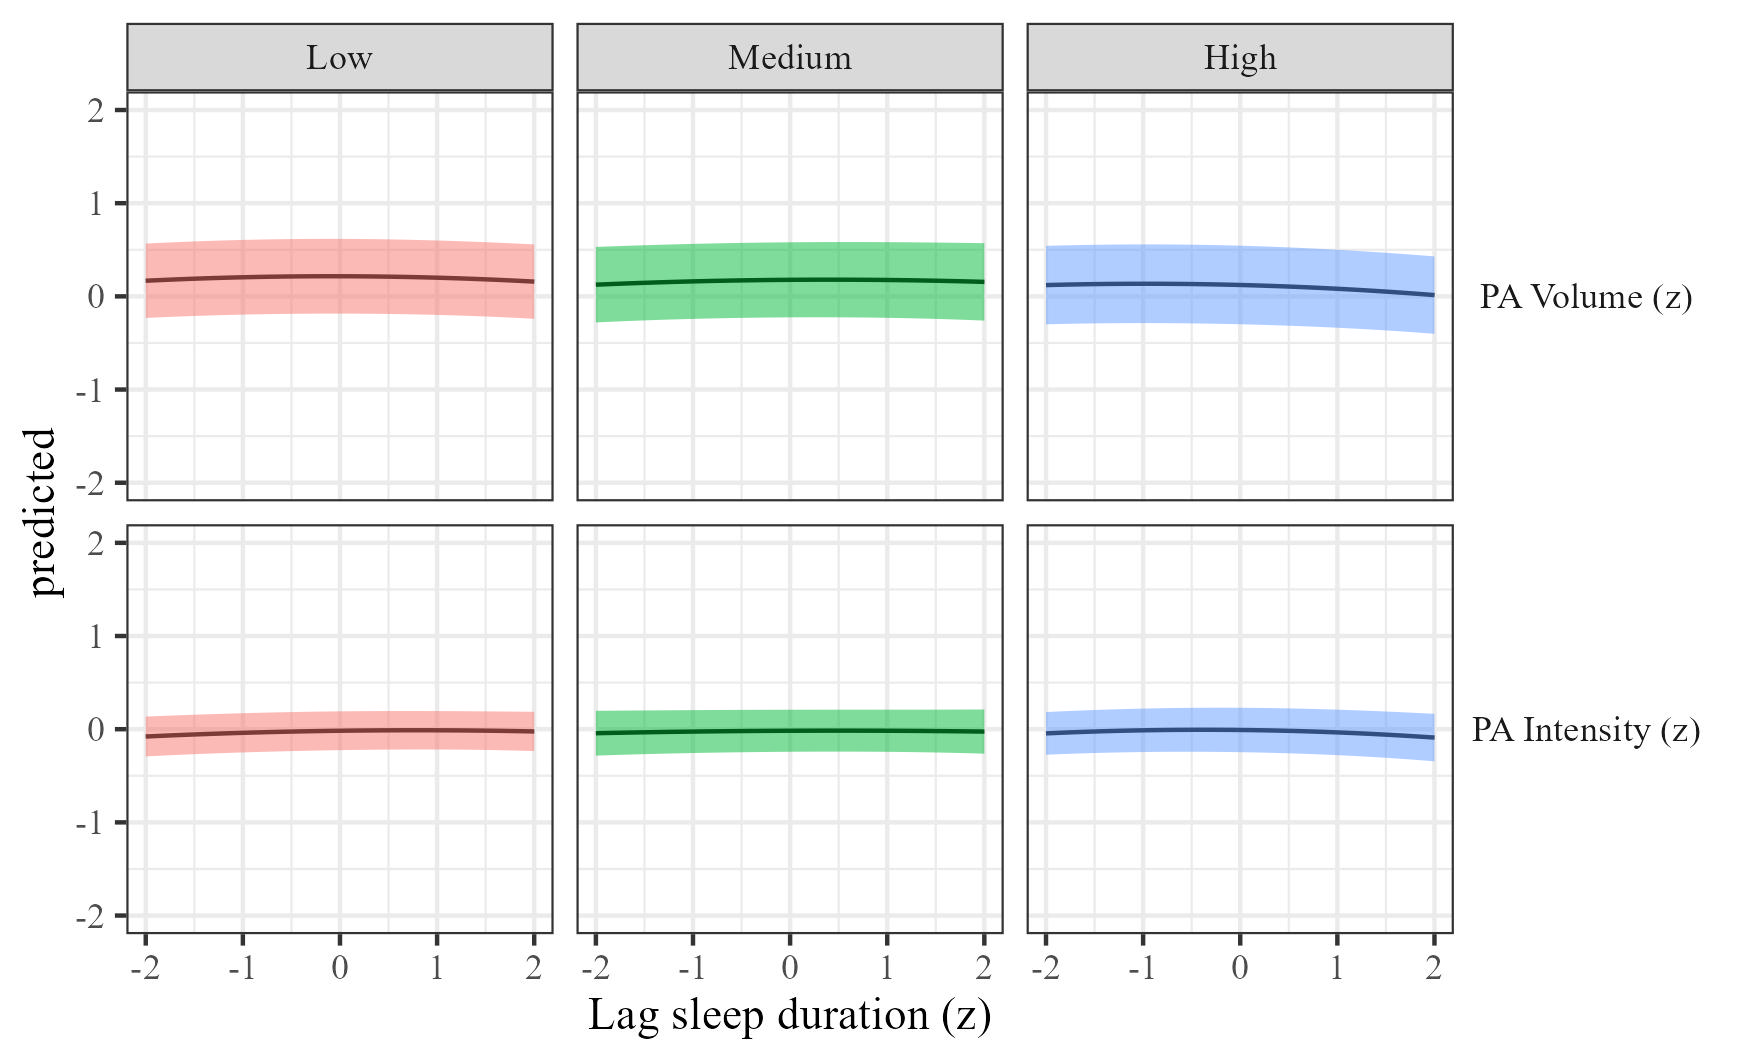 Low Medium High
2
1
0
-1
-2
PA Volume (z)
predicted
2
1
0
-1
-2
PA Intensity (z)
-2 -1 0 1 2 -2 -1 0 1 2 -2 -1 0 1 2
Lag sleep duration (z)